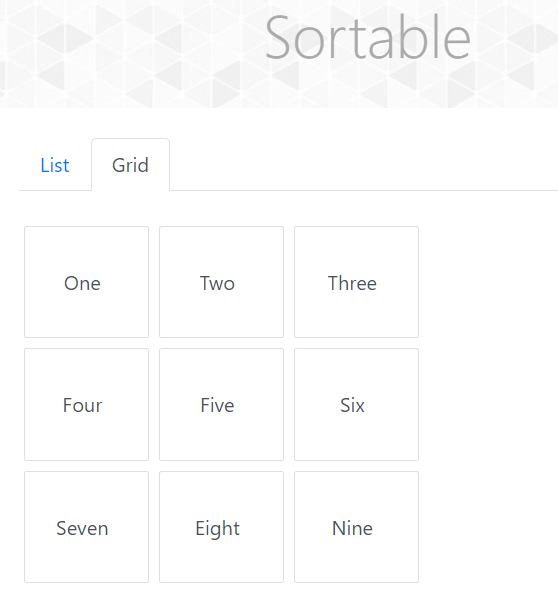 Sortable
List Grid
One Two Three
Four Five Six
Seven Eight Nine